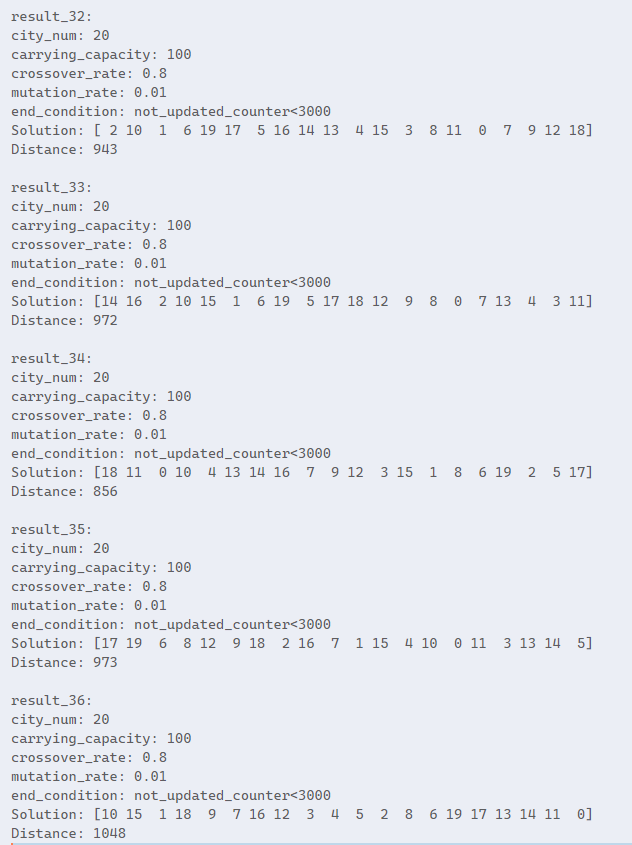 result_32:
city_num: 20
carrying_capacity: 100
crossover_rate: 0.8
mutation_rate: 0.01
end_condition: not_updated_counter<3000
Solution: [ 2 10  1  6 19 17  5 16 14 13  4 15  3  8 11  0  7  9 12 18]
Distance: 943

result_33:
city_num: 20
carrying_capacity: 100
crossover_rate: 0.8
mutation_rate: 0.01
end_condition: not_updated_counter<3000
Solution: [14 16  2 10 15  1  6 19  5 17 18 12  9  8  0  7 13  4  3 11]
Distance: 972

result_34:
city_num: 20
carrying_capacity: 100
crossover_rate: 0.8
mutation_rate: 0.01
end_condition: not_updated_counter<3000
Solution: [18 11  0 10  4 13 14 16  7  9 12  3 15  1  8  6 19  2  5 17]
Distance: 856

result_35:
city_num: 20
carrying_capacity: 100
crossover_rate: 0.8
mutation_rate: 0.01
end_condition: not_updated_counter<3000
Solution: [17 19  6  8 12  9 18  2 16  7  1 15  4 10  0 11  3 13 14  5]
Distance: 973

result_36:
city_num: 20
carrying_capacity: 100
crossover_rate: 0.8
mutation_rate: 0.01
end_condition: not_updated_counter<3000
Solution: [10 15  1 18  9  7 16 12  3  4  5  2  8  6 19 17 13 14 11  0]
Distance: 1048